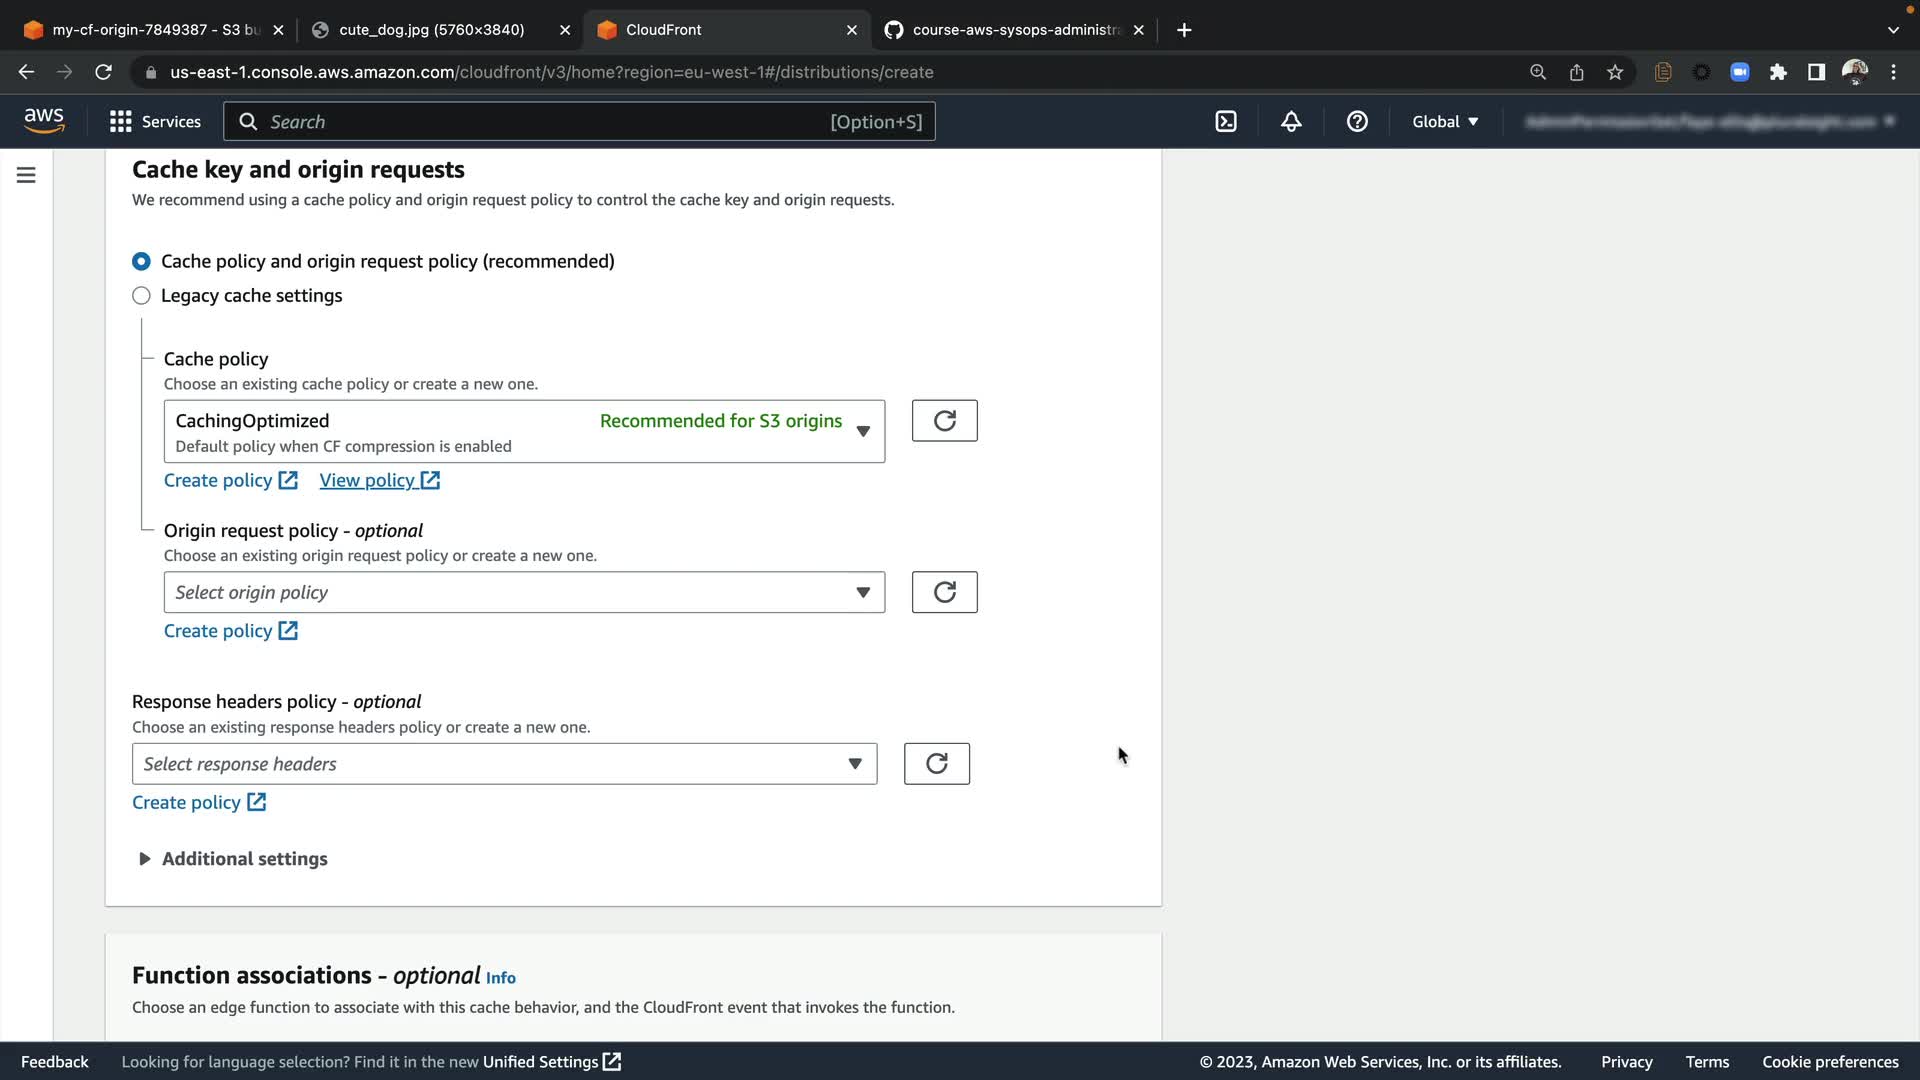 my-cf-origin-7849387 - S3 bu
cute_dog.jpg (5760×3840)
CloudFront
course-aws-sysops-administra
us-east-1.console.aws.amazon.com/cloudfront/v3/home?region=eu-west-1#/distributions/create
aws
Services
Search
[Option+S]
Global
Cache key and origin requests
We recommend using a cache policy and origin request policy to control the cache key and origin requests.
Cache policy and origin request policy (recommended)
Legacy cache settings
Cache policy
Choose an existing cache policy or create a new one.
CachingOptimized
Recommended for S3 origins
Default policy when CF compression is enabled
Create policy
View policy
Origin request policy - optional
Choose an existing origin request policy or create a new one.
Select origin policy
Create policy
Response headers policy - optional
Choose an existing response headers policy or create a new one.
Select response headers
Create policy
Additional settings
Function associations - optional Info
Choose an edge function to associate with this cache behavior, and the CloudFront event that invokes the function.
Feedback
Looking for language selection? Find it in the new Unified Settings
© 2023, Amazon Web Services, Inc. or its affiliates.
Privacy
Terms
Cookie preferences